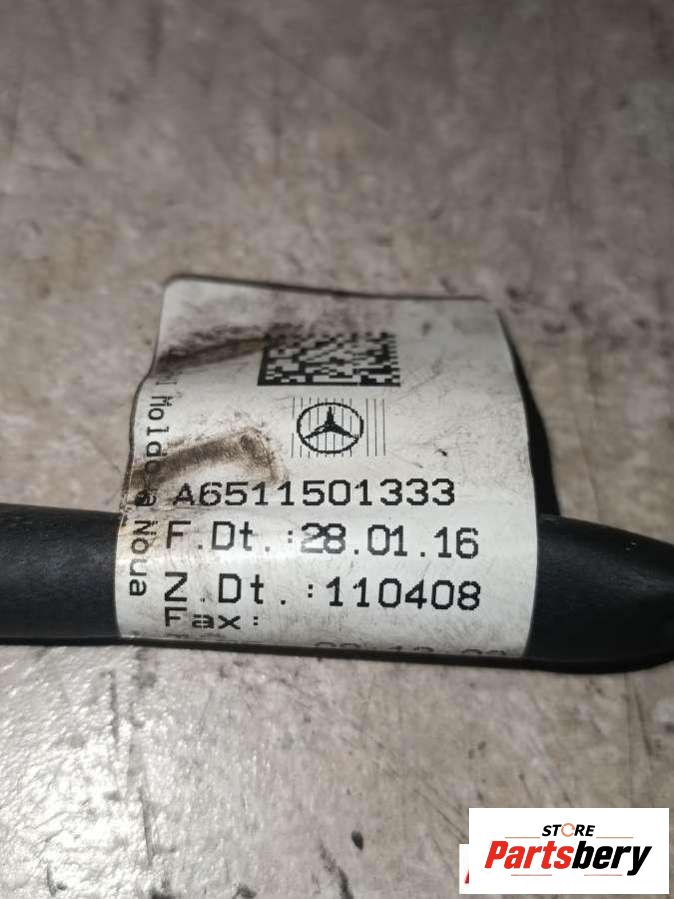 Moldova Noua
A6511501333
F.Dt.:28.01.16
Z.Dt.:110408
Fax:
STORE
Partsbery